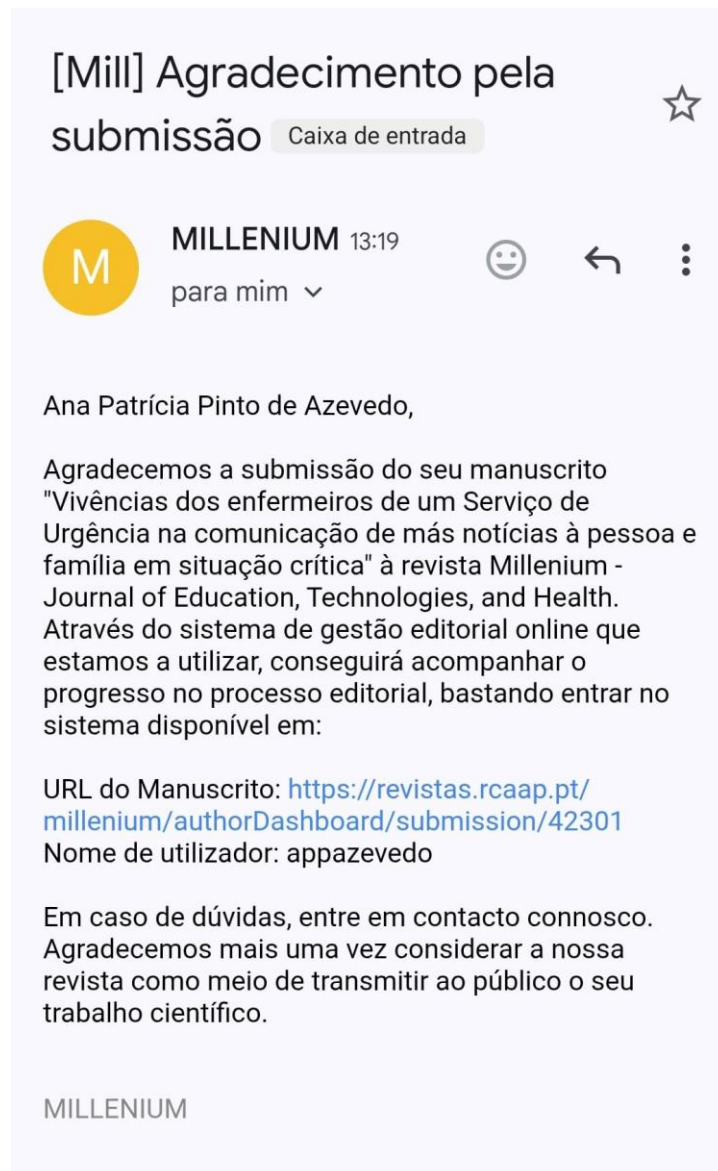 [Mill] Agradecimento pela
submissão Caixa de entrada
M
MILLENIUM 13:19
para mim
Ana Patrícia Pinto de Azevedo,
Agradecemos a submissão do seu manuscrito
"Vivências dos enfermeiros de um Serviço de
Urgência na comunicação de más notícias à pessoa e
família em situação crítica" à revista Millenium -
Journal of Education, Technologies, and Health.
Através do sistema de gestão editorial online que
estamos a utilizar, conseguirá acompanhar o
progresso no processo editorial, bastando entrar no
sistema disponível em:
URL do Manuscrito: https://revistas.rcaap.pt/
millenium/authorDashboard/submission/42301
Nome de utilizador: appazevedo
Em caso de dúvidas, entre em contacto connosco.
Agradecemos mais uma vez considerar a nossa
revista como meio de transmitir ao público o seu
trabalho científico.
MILLENIUM